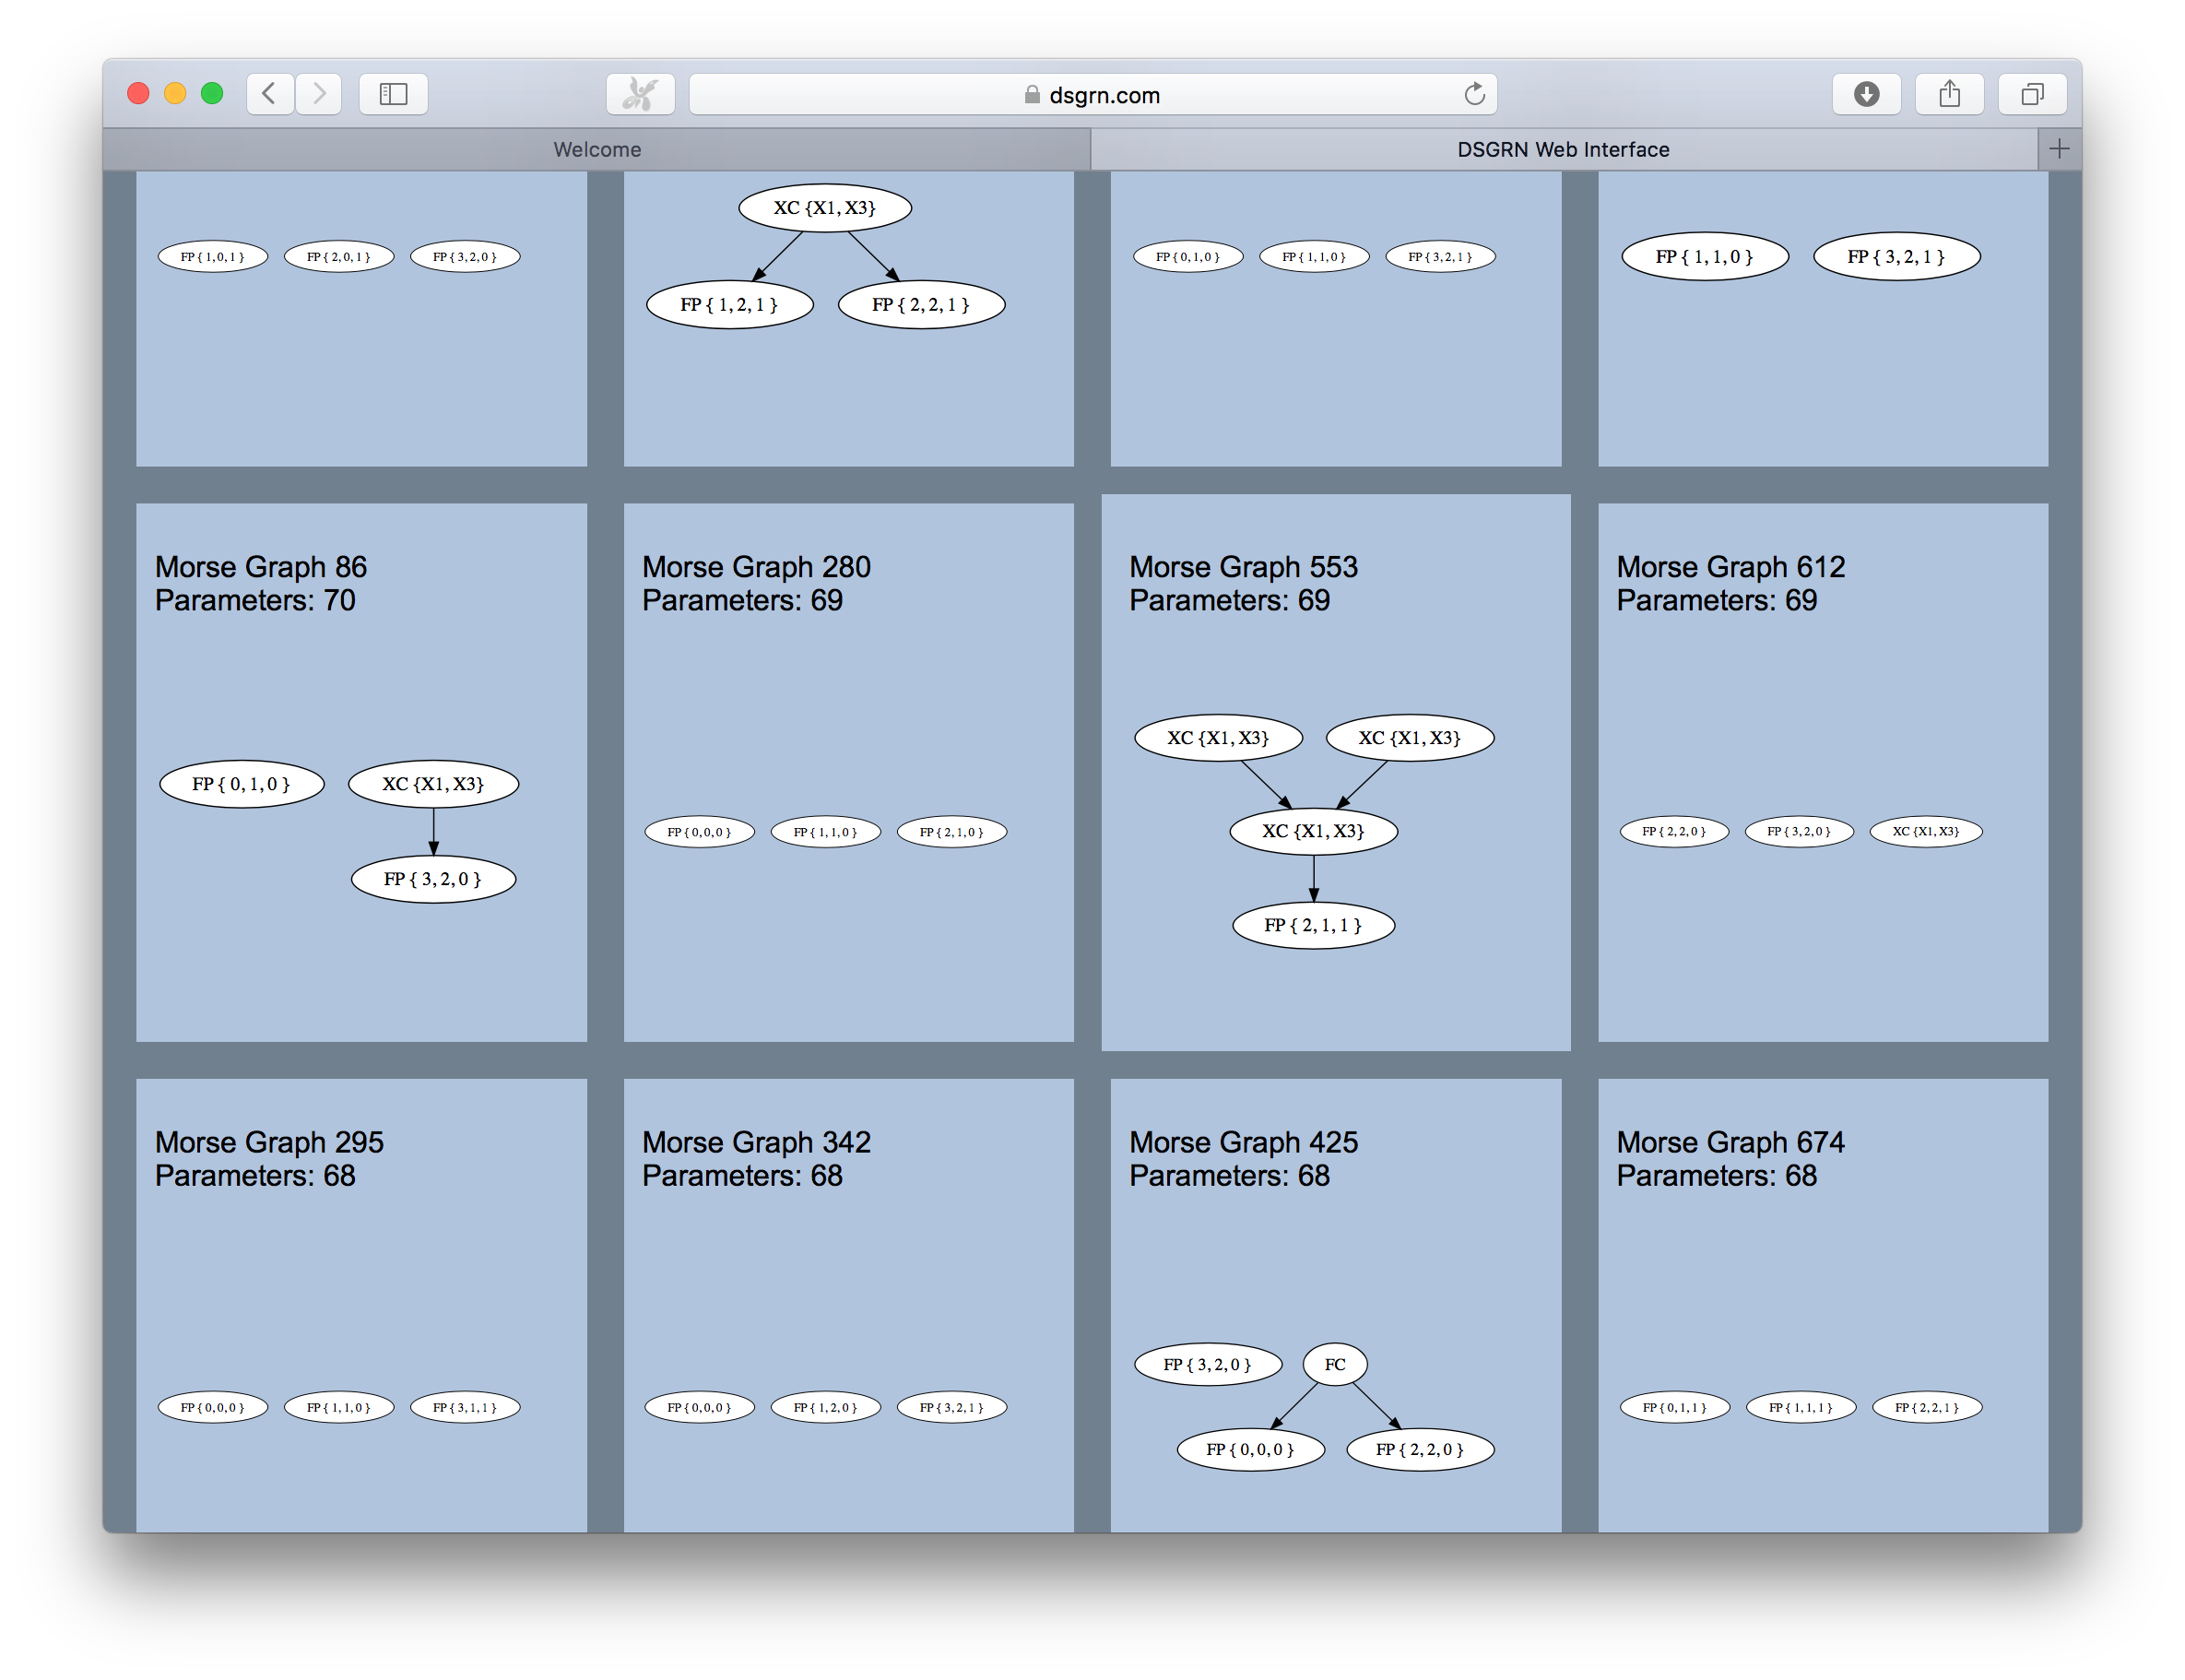 dsgrn.com
Welcome
DSGRN Web Interface
XC {X1, X3}
FP { 1, 0, 1 }
FP { 2, 0, 1 }
FP { 3, 2, 0 }
FP { 1, 2, 1 }
FP { 2, 2, 1 }
FP { 0, 1, 0 }
FP { 1, 1, 0 }
FP { 3, 2, 1 }
FP { 1, 1, 0 }
FP { 3, 2, 1 }
Morse Graph 86
Parameters: 70
FP { 0, 1, 0 }
XC {X1, X3}
FP { 3, 2, 0 }
Morse Graph 280
Parameters: 69
FP { 0, 0, 0 }
FP { 1, 1, 0 }
FP { 2, 1, 0 }
Morse Graph 553
Parameters: 69
XC {X1, X3}
XC {X1, X3}
XC {X1, X3}
FP { 2, 1, 1 }
Morse Graph 612
Parameters: 69
FP { 2, 2, 0 }
FP { 3, 2, 0 }
XC {X1, X3}
Morse Graph 295
Parameters: 68
FP { 0, 0, 0 }
FP { 1, 1, 0 }
FP { 3, 1, 1 }
Morse Graph 342
Parameters: 68
FP { 0, 0, 0 }
FP { 1, 2, 0 }
FP { 3, 2, 1 }
Morse Graph 425
Parameters: 68
FP { 3, 2, 0 }
FC
FP { 0, 0, 0 }
FP { 2, 2, 0 }
Morse Graph 674
Parameters: 68
FP { 0, 1, 1 }
FP { 1, 1, 1 }
FP { 2, 2, 1 }